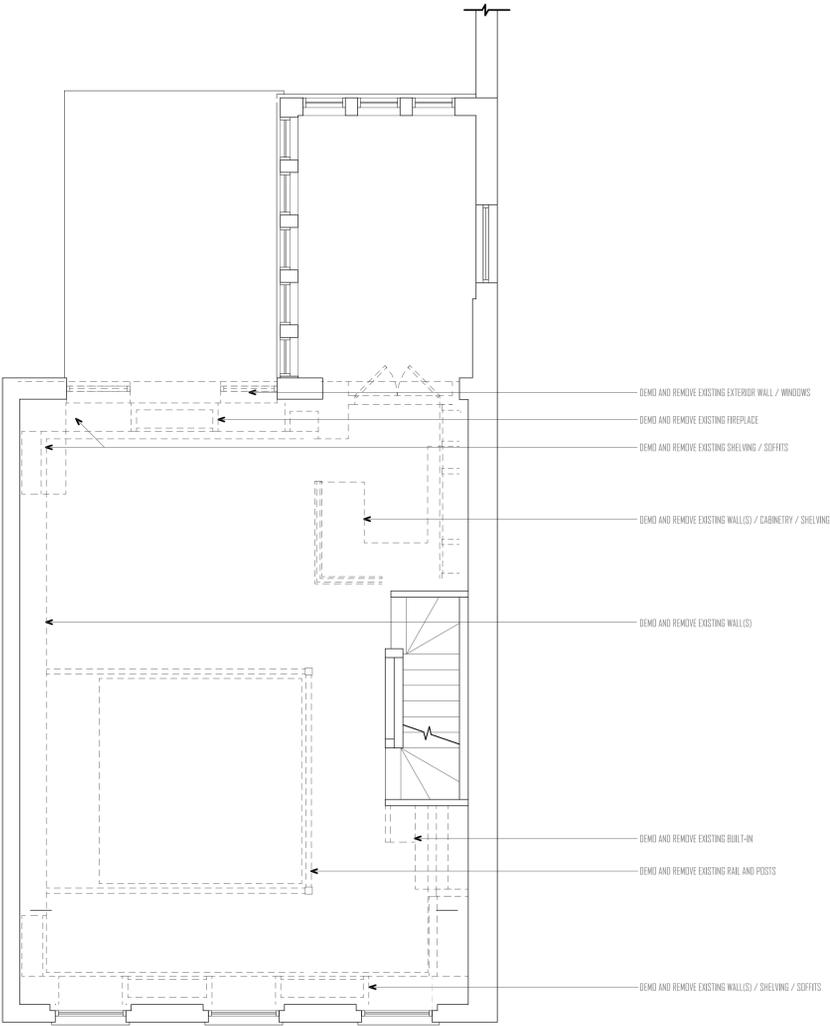 DEMO AND REMOVE EXISTING EXTERIOR WALL / WINDOWS
DEMO AND REMOVE EXISTING FIREPLACE
DEMO AND REMOVE EXISTING SHELVING / SOFFITS
DEMO AND REMOVE EXISTING WALL(S) / CABINETRY / SHELVING
DEMO AND REMOVE EXISTING WALL(S)
DEMO AND REMOVE EXISTING BUILT-IN
DEMO AND REMOVE EXISTING RAIL AND POSTS
DEMO AND REMOVE EXISTING WALL(S) / SHELVING / SOFFITS